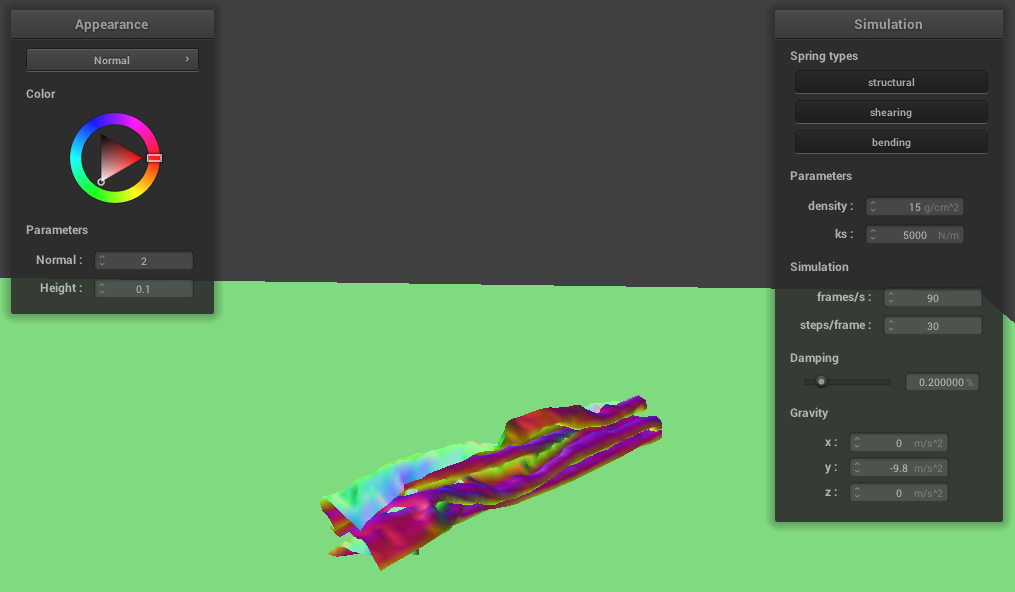 Appearance
Normal
Color
Parameters
Normal : 2
Height : 0.1
Simulation
Spring types
structural
shearing
bending
Parameters
density : 15 g/cm^2
ks : 5000 N/m
Simulation
frames/s : 90
steps/frame : 30
Damping
0.200000 %
Gravity
x : 0 m/s^2
y : -9.8 m/s^2
z : 0 m/s^2